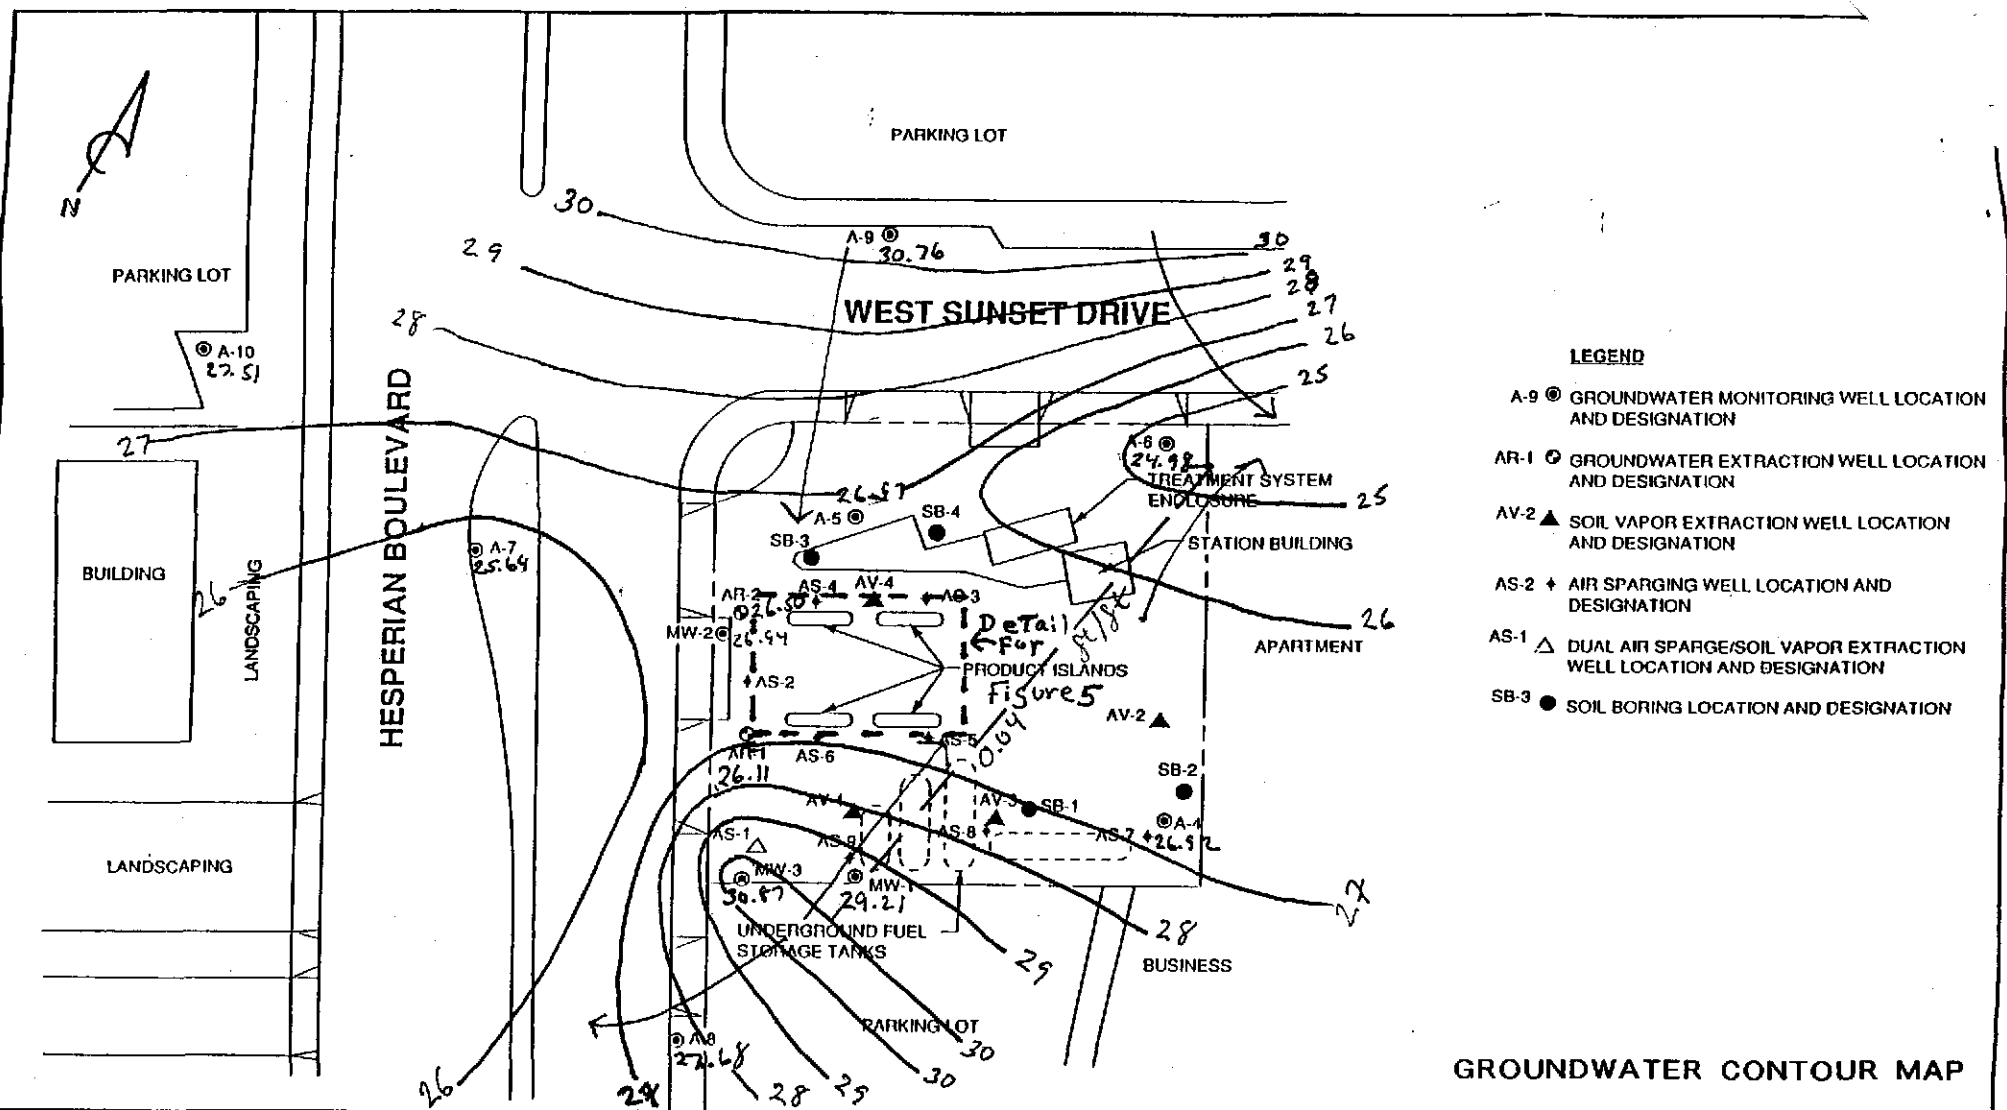 N
PARKING LOT
30
A-9
30.76
30
29
29
28
PARKING LOT
WEST SUNSET DRIVE
27
28
26
A-10
27.51
25
HESPERIAN BOULEVARD
27
A-6
24.98
TREATMENT SYSTEM
ENCLOSURE
25
26.57
A-5
SB-4
SB-3
STATION BUILDING
A-7
25.64
BUILDING
LANDSCAPING
26
AS-4
AV-4
AR-2
26.50
MW-2
26.94
Detail
For
Figure 5
PRODUCT ISLANDS
26
APARTMENT
AS-2
AV-2
0.04
AS-5
AS-6
AR-1
26.11
SB-2
AV-1
AV-3
SB-1
AS-1
AS-9
AS-8
AS-7
A-4
26.92
LANDSCAPING
MW-3
30.87
MW-1
29.21
27
UNDERGROUND FUEL
STORAGE TANKS
28
29
BUSINESS
PARKING LOT
A-8
27.68
30
30
26
28
29
LEGEND
A-9 GROUNDWATER MONITORING WELL LOCATION
AND DESIGNATION
AR-1 GROUNDWATER EXTRACTION WELL LOCATION
AND DESIGNATION
AV-2 SOIL VAPOR EXTRACTION WELL LOCATION
AND DESIGNATION
AS-2 AIR SPARGING WELL LOCATION AND
DESIGNATION
AS-1 DUAL AIR SPARGE/SOIL VAPOR EXTRACTION
WELL LOCATION AND DESIGNATION
SB-3 SOIL BORING LOCATION AND DESIGNATION
GROUNDWATER CONTOUR MAP